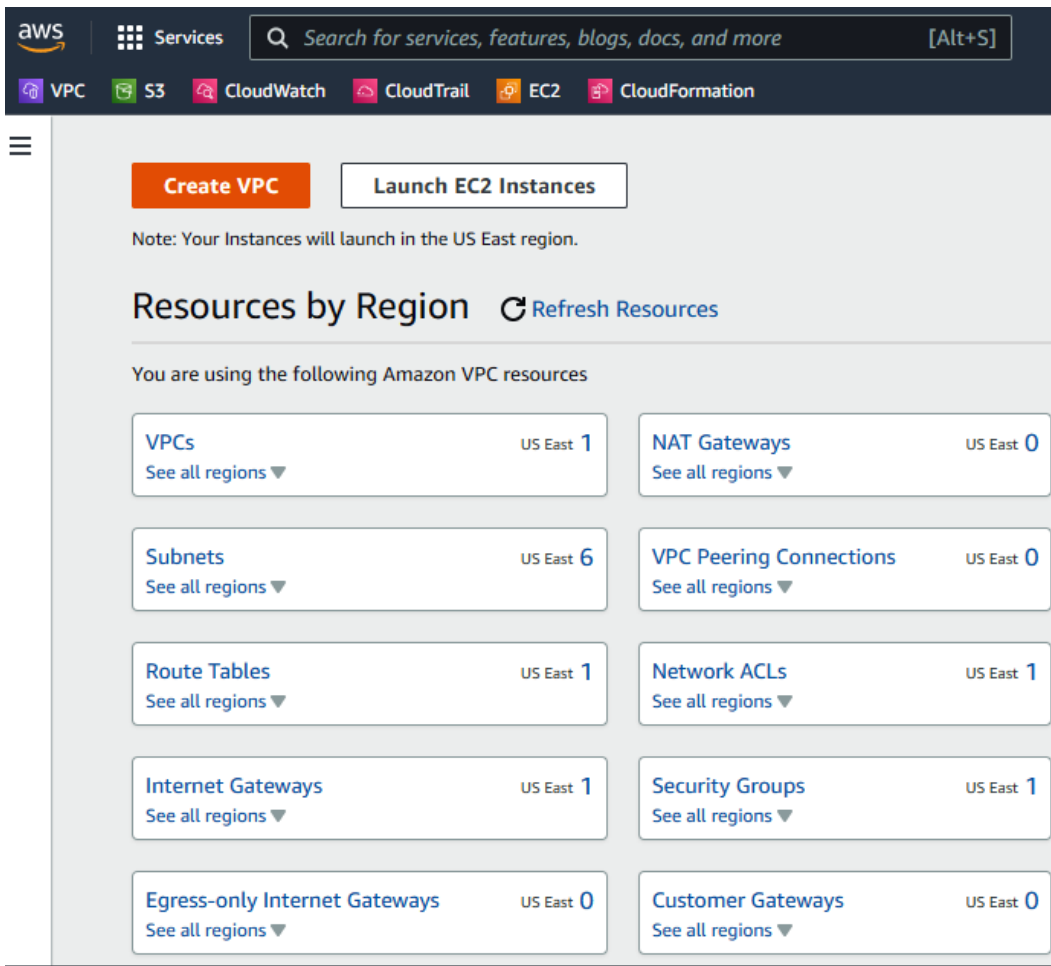 aws
Services
Search for services, features, blogs, docs, and more [Alt+S]
VPC S3 CloudWatch CloudTrail EC2 CloudFormation
Create VPC Launch EC2 Instances
Note: Your Instances will launch in the US East region.
Resources by Region Refresh Resources
You are using the following Amazon VPC resources
VPCs US East 1
See all regions
NAT Gateways US East 0
See all regions
Subnets US East 6
See all regions
VPC Peering Connections US East 0
See all regions
Route Tables US East 1
See all regions
Network ACLs US East 1
See all regions
Internet Gateways US East 1
See all regions
Security Groups US East 1
See all regions
Egress-only Internet Gateways US East 0
See all regions
Customer Gateways US East 0
See all regions